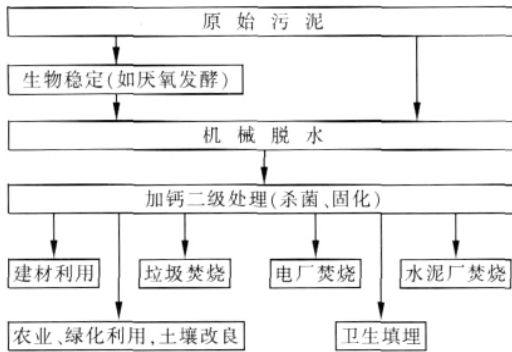 原始污泥
生物稳定(如厌氧发酵)
机械脱水
加钙二级处理(杀菌、固化)
建材利用
垃圾焚烧
电厂焚烧
水泥厂焚烧
农业、绿化利用,土壤改良
卫生填埋